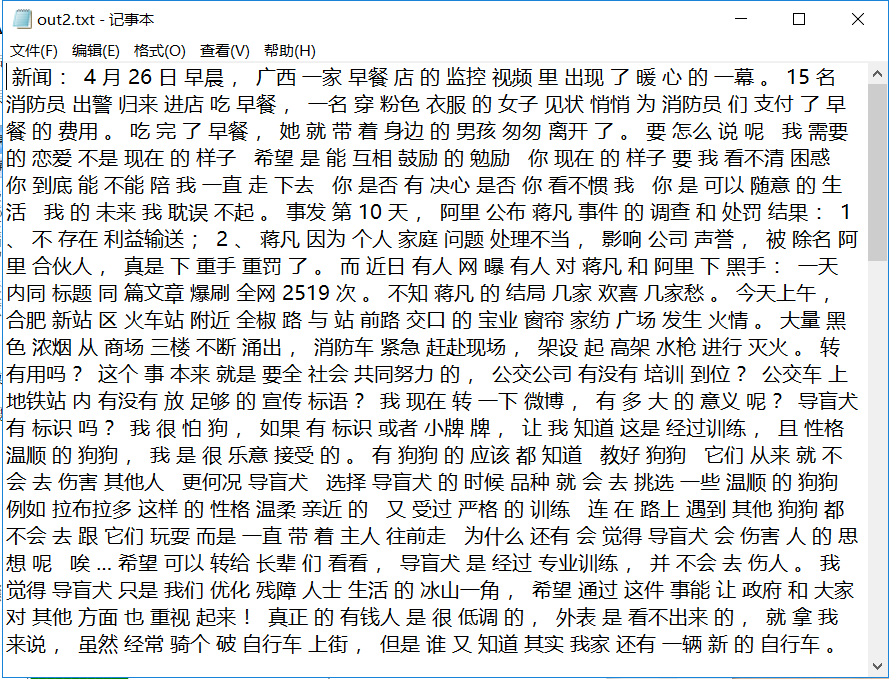 out2.txt - 记事本
文件(F) 编辑(E) 格式(O) 查看(V) 帮助(H)
新闻 ： 4 月 26 日 早晨 ， 广西 一家 早餐 店 的 监控 视频 里 出现 了 暖 心 的 一幕 。 15 名
消防员 出警 归来 进店 吃 早餐 ， 一名 穿 粉色 衣服 的 女子 见状 悄悄 为 消防员 们 支付 了 早
餐 的 费用 。 吃 完 了 早餐 ， 她 就 带 着 身边 的 男孩 匆匆 离开 了 。 要 怎么 说 呢   我 需要
的 恋爱 不是 现在 的 样子   希望 是 能 互相 鼓励 的 勉励   你 现在 的 样子 要 我 看不清 困惑
你 到底 能 不能 陪 我 一直 走 下去   你 是否 有 决心 是否 你 看不惯 我   你 是 可以 随意 的 生
活   我 的 未来 我 耽误 不起 。 事发 第 10 天 ， 阿里 公布 蒋凡 事件 的 调查 和 处罚 结果 ： 1
、 不 存在 利益输送 ； 2 、 蒋凡 因为 个人 家庭 问题 处理不当 ， 影响 公司 声誉 ， 被 除名 阿
里 合伙人 ， 真是 下 重手 重罚 了 。 而 近日 有人 网 曝 有人 对 蒋凡 和 阿里 下 黑手 ： 一天
内同 标题 同 篇文章 爆刷 全网 2519 次 。 不知 蒋凡 的 结局 几家 欢喜 几家愁 。 今天上午 ，
合肥 新站 区 火车站 附近 全椒 路 与 站 前路 交口 的 宝业 窗帘 家纺 广场 发生 火情 。 大量 黑
色 浓烟 从 商场 三楼 不断 涌出 ， 消防车 紧急 赶赴现场 ， 架设 起 高架 水枪 进行 灭火 。 转
有用吗 ？ 这个 事 本来 就是 要全 社会 共同努力 的 ， 公交公司 有没有 培训 到位 ？ 公交车 上
地铁站 内 有没有 放 足够 的 宣传 标语 ？ 我 现在 转 一下 微博 ， 有 多 大 的 意义 呢 ？ 导盲犬
有 标识 吗 ？ 我 很 怕 狗 ， 如果 有 标识 或者 小牌 牌 ， 让 我 知道 这是 经过训练 ， 且 性格
温顺 的 狗狗 ， 我 是 很 乐意 接受 的 。 有 狗狗 的 应该 都 知道   教好 狗狗   它们 从来 就 不
会 去 伤害 其他人   更何况 导盲犬   选择 导盲犬 的 时候 品种 就 会 去 挑选 一些 温顺 的 狗狗
例如 拉布拉多 这样 的 性格 温柔 亲近 的   又 受过 严格 的 训练   连 在 路上 遇到 其他 狗狗 都
不会 去 跟 它们 玩耍 而是 一直 带 着 主人 往前走   为什么 还有 会 觉得 导盲犬 会 伤害 人 的 思
想 呢   唉 ... 希望 可以 转给 长辈 们 看看 ， 导盲犬 是 经过 专业训练 ， 并 不会 去 伤人 。 我
觉得 导盲犬 只是 我们 优化 残障 人士 生活 的 冰山一角 ， 希望 通过 这件 事能 让 政府 和 大家
对 其他 方面 也 重视 起来 ！ 真正 的 有钱人 是 很 低调 的 ， 外表 是 看不出来 的 ， 就 拿 我
来说 ， 虽然 经常 骑个 破 自行车 上街 ， 但是 谁 又 知道 其实 我家 还有 一辆 新 的 自行车 。